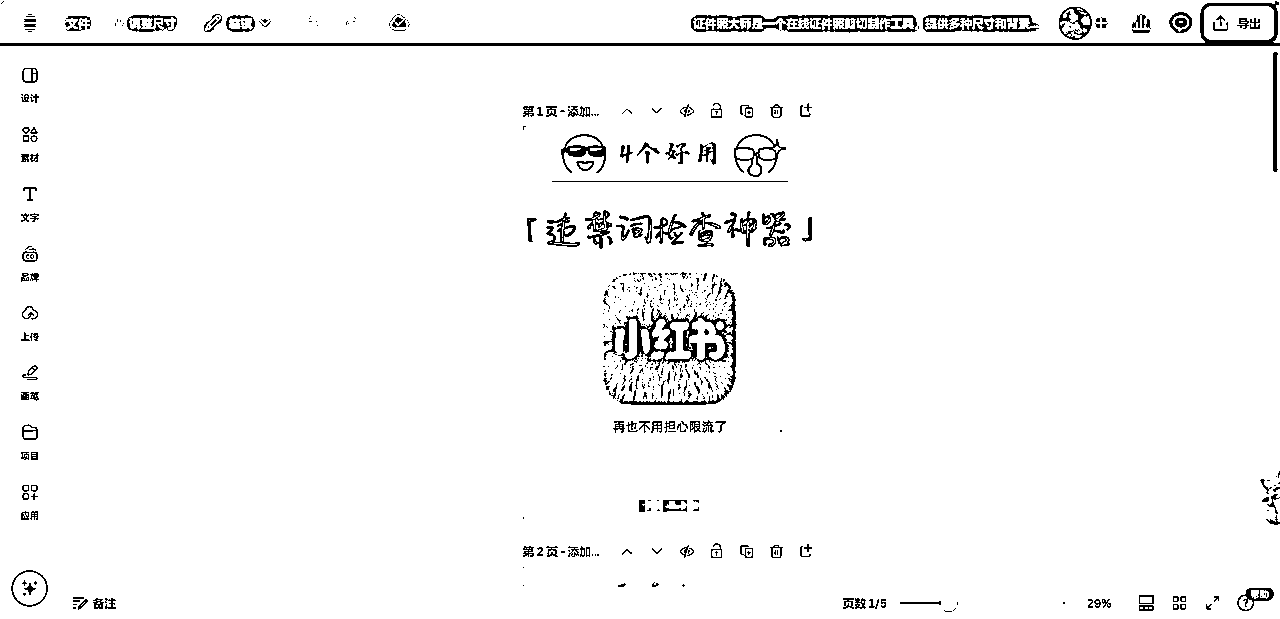 文件
调整尺寸
编辑
证件照大师是一个在线证件照剪切制作工具，提供多种尺寸和背景...
导出
设计
素材
文字
品牌
上传
画笔
项目
应用
第1页 - 添加...
4个好用
「违禁词检查神器」
小红书
再也不用担心限流了
第2页 - 添加...
备注
页数 1/5
29%